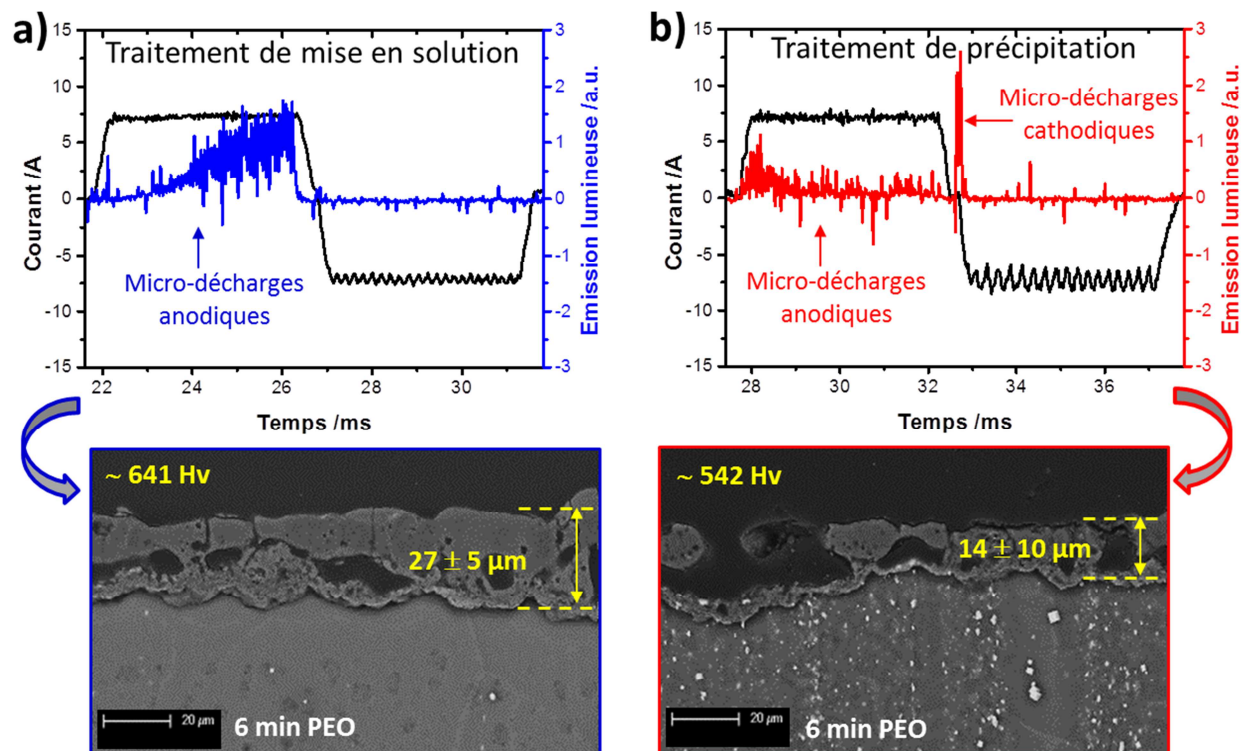 a)
Traitement de mise en solution
15
10
5
0
-5
-10
-15
Courant /A
3
2
1
0
-1
-2
-3
Emission lumineuse /a.u.
Micro-décharges
anodiques
22
24
26
28
30
Temps /ms
b)
Traitement de précipitation
15
10
5
0
-5
-10
-15
Courant /A
3
2
1
0
-1
-2
-3
Emission lumineuse /a.u.
Micro-décharges
cathodiques
Micro-décharges
anodiques
28
30
32
34
36
Temps /ms
~ 641 Hv
27 ± 5 µm
20 µm
6 min PEO
~ 542 Hv
14 ± 10 µm
20 µm
6 min PEO